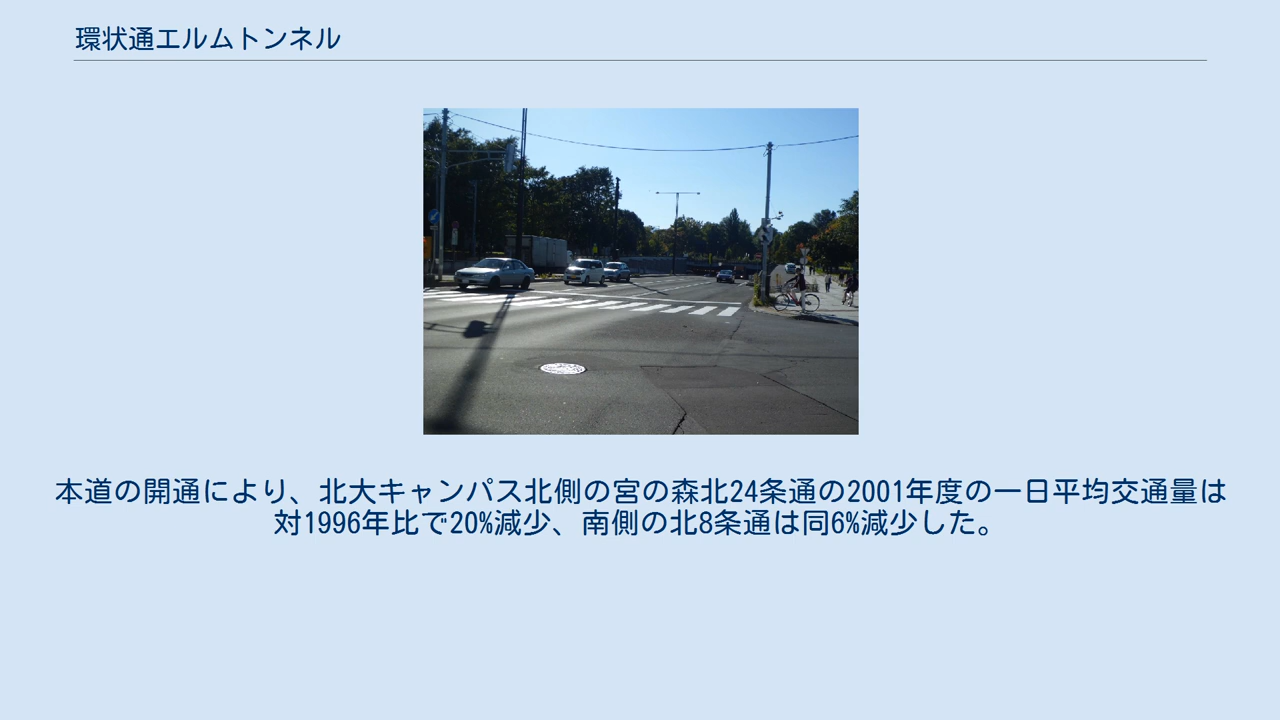 環状通エルムトンネル
本道の開通により、北大キャンパス北側の宮の森北24条通の2001年度の一日平均交通量は
対1996年比で20%減少、南側の北8条通は同6%減少した。